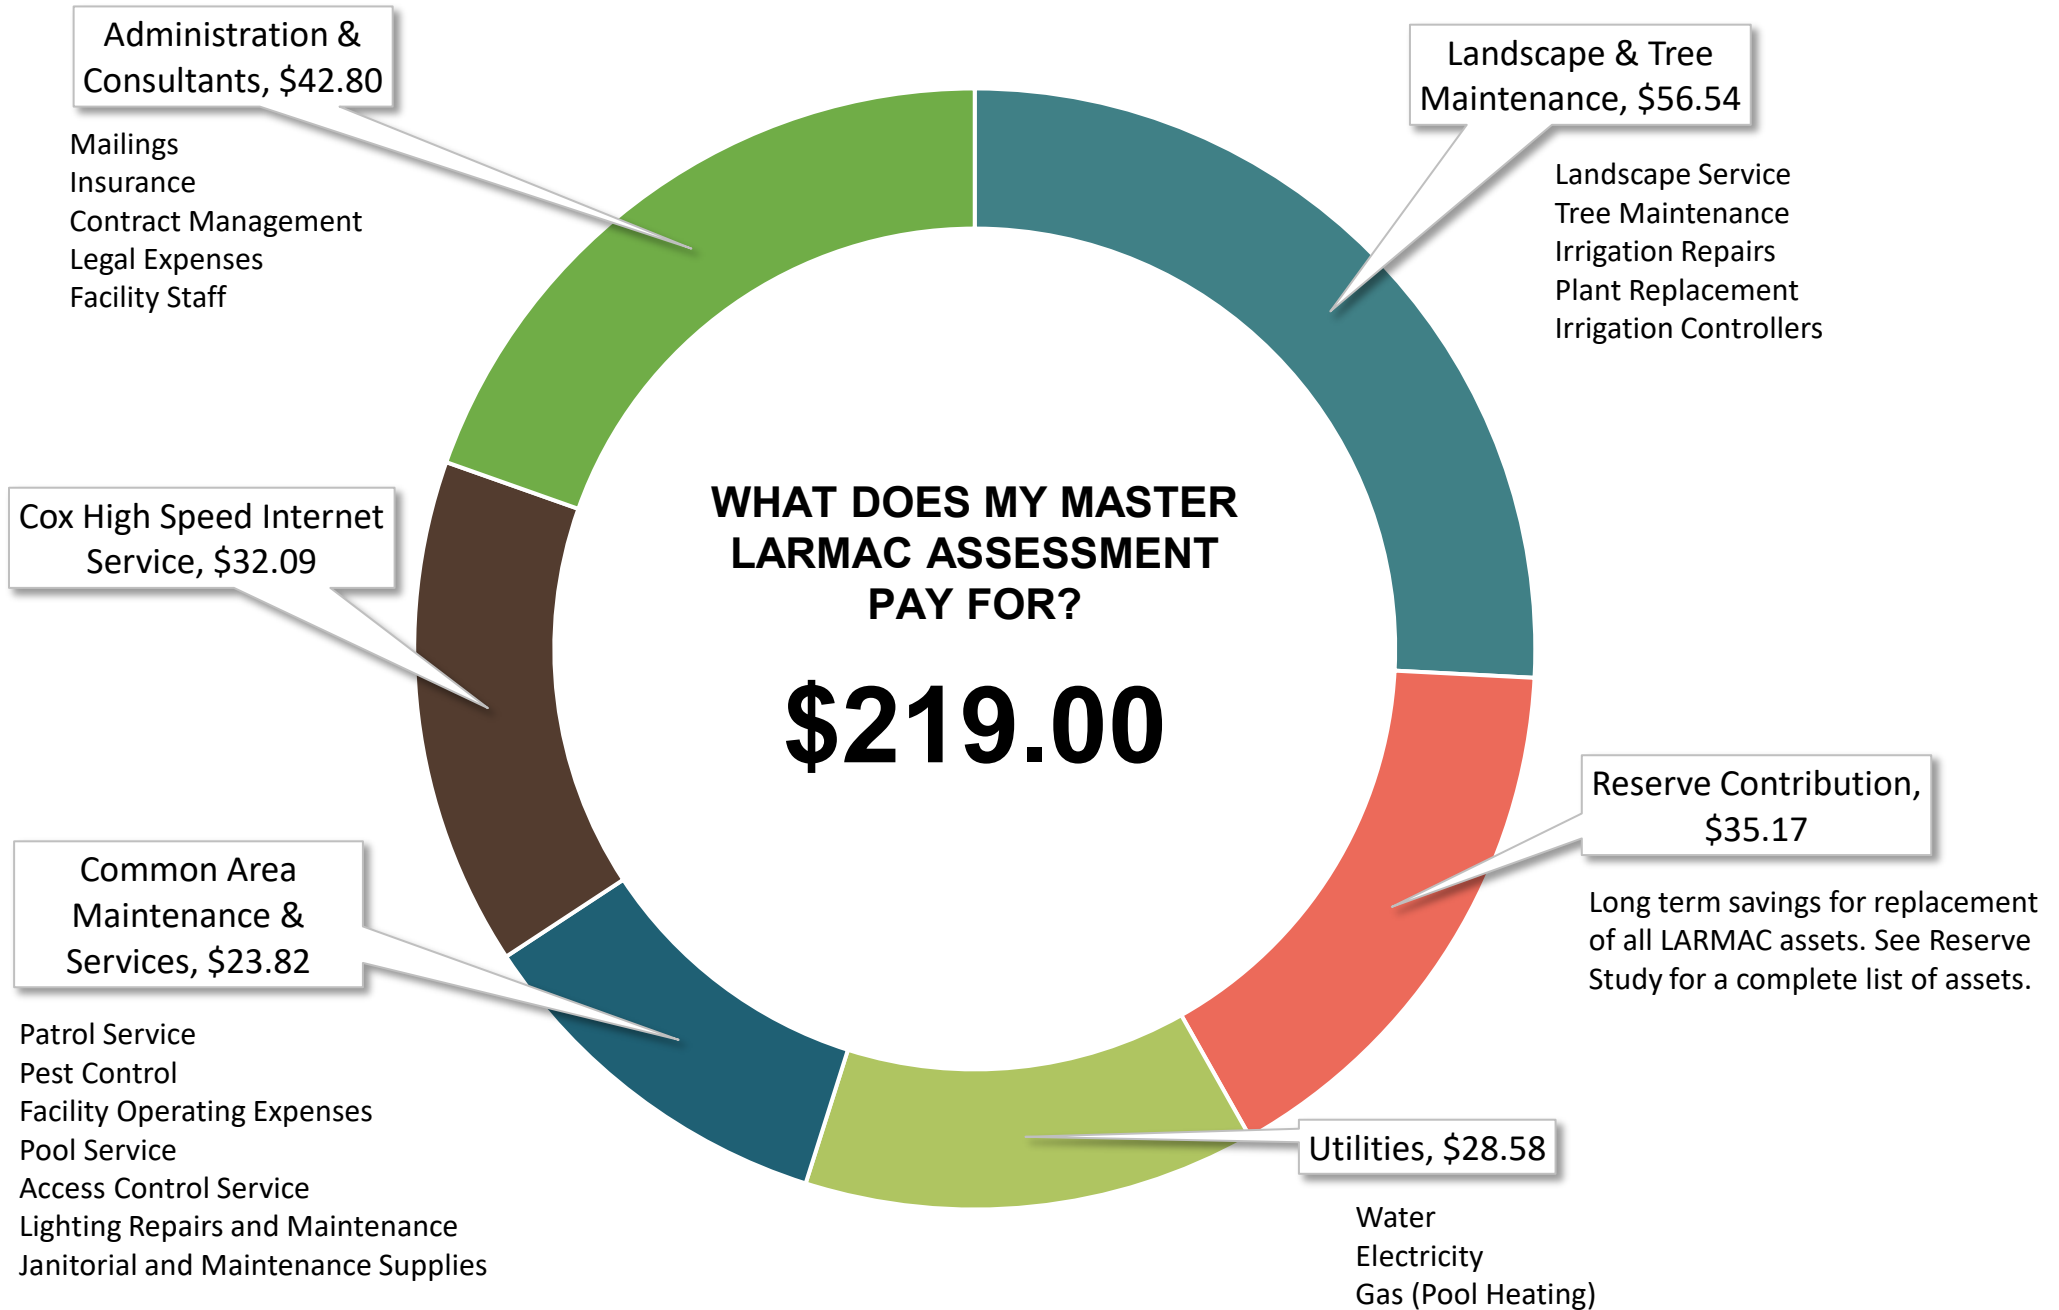 Administration &
Consultants, $42.80
Mailings
Insurance
Contract Management
Legal Expenses
Facility Staff
Landscape & Tree
Maintenance, $56.54
Landscape Service
Tree Maintenance
Irrigation Repairs
Plant Replacement
Irrigation Controllers
WHAT DOES MY MASTER
LARMAC ASSESSMENT
PAY FOR?
$219.00
Cox High Speed Internet
Service, $32.09
Reserve Contribution,
$35.17
Long term savings for replacement
of all LARMAC assets. See Reserve
Study for a complete list of assets.
Common Area
Maintenance &
Services, $23.82
Patrol Service
Pest Control
Facility Operating Expenses
Pool Service
Access Control Service
Lighting Repairs and Maintenance
Janitorial and Maintenance Supplies
Utilities, $28.58
Water
Electricity
Gas (Pool Heating)